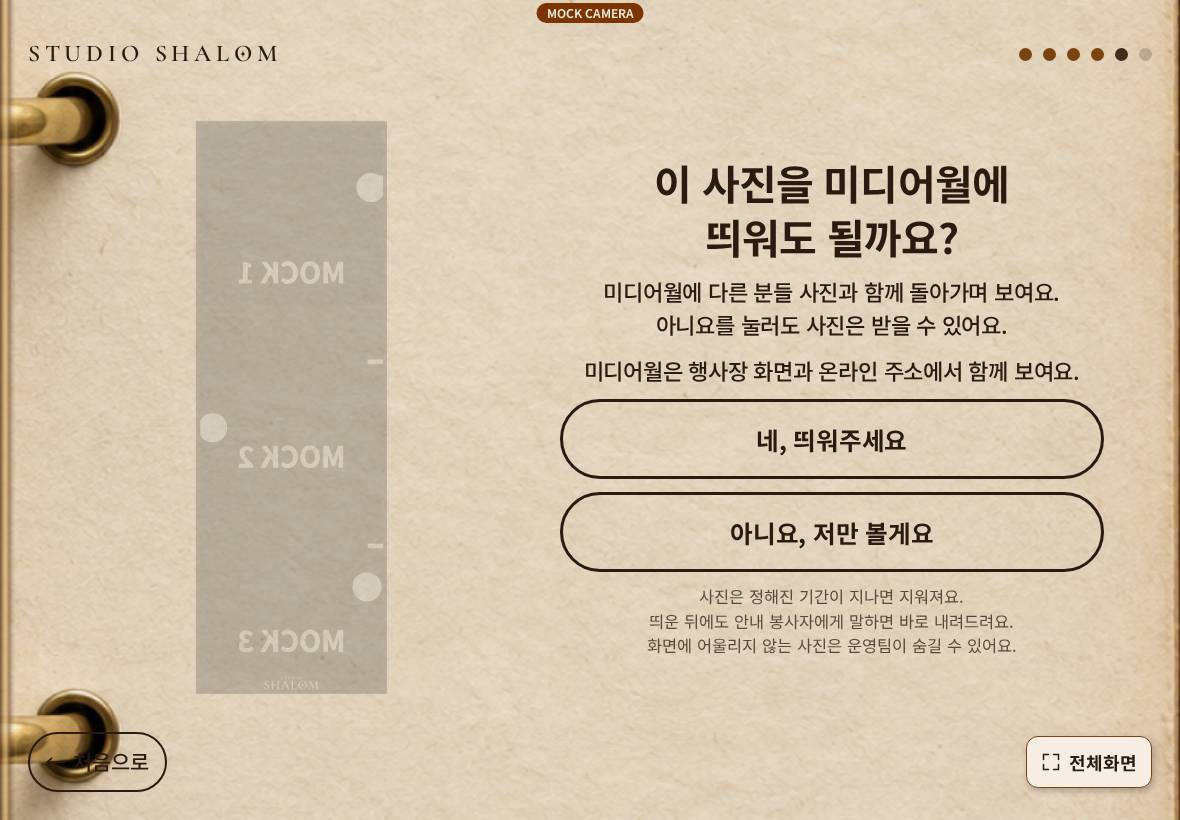 MOCK CAMERA
STUDIO SHALOM
MOCK 1
MOCK 2
MOCK 3
SHALOM
이 사진을 미디어월에
띄워도 될까요?
미디어월에 다른 분들 사진과 함께 돌아가며 보여요.
아니요를 눌러도 사진은 받을 수 있어요.
미디어월은 행사장 화면과 온라인 주소에서 함께 보여요.
네, 띄워주세요
아니요, 저만 볼게요
사진은 정해진 기간이 지나면 지워져요.
띄운 뒤에도 안내 봉사자에게 말하면 바로 내려드려요.
화면에 어울리지 않는 사진은 운영팀이 숨길 수 있어요.
← 처음으로
전체화면